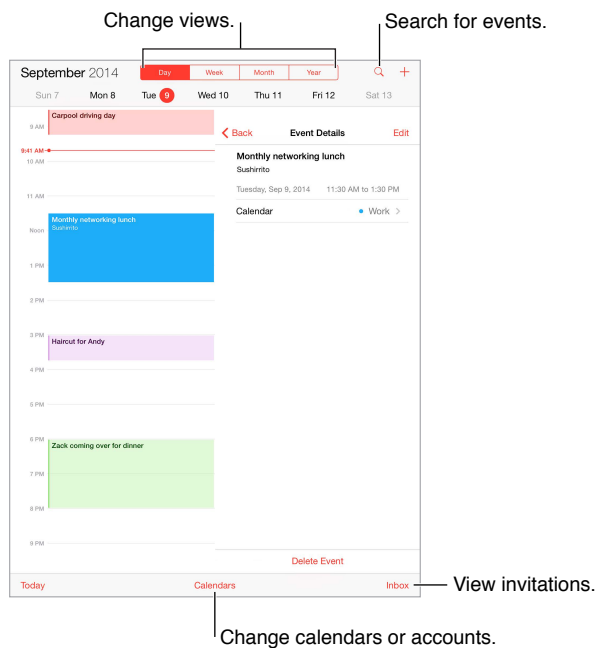 Change views.
Search for events.
September 2014
Day
Week
Month
Year
Sun 7
Mon 8
Tue 9
Wed 10
Thu 11
Fri 12
Sat 13
Carpool driving day
9 AM
Back
Event Details
Edit
9:41 AM
10 AM
Monthly networking lunch
Sushirrito
Tuesday, Sep 9, 2014
11:30 AM to 1:30 PM
11 AM
Calendar
Work
Monthly networking lunch
Sushirrito
Noon
1 PM
2 PM
3 PM
Haircut for Andy
4 PM
5 PM
6 PM
Zack coming over for dinner
7 PM
8 PM
9 PM
Delete Event
Today
Calendars
Inbox
View invitations.
Change calendars or accounts.